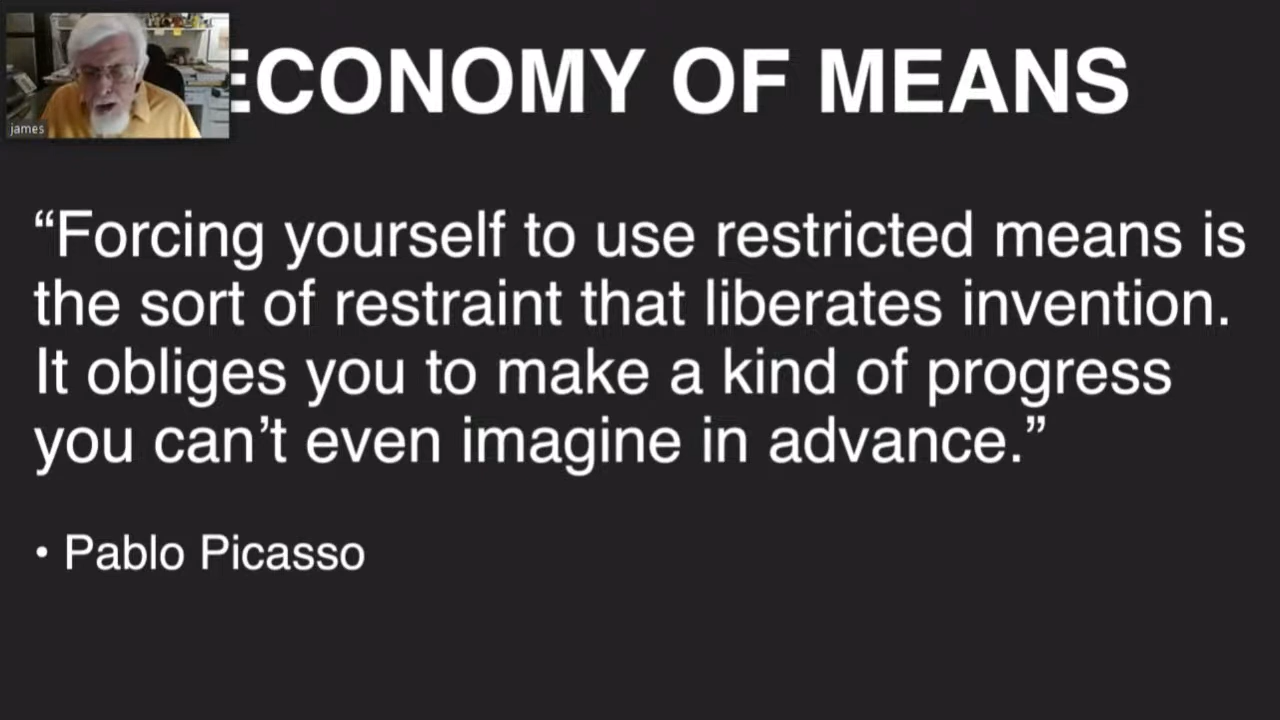 ECONOMY OF MEANS
james
“Forcing yourself to use restricted means is
the sort of restraint that liberates invention.
It obliges you to make a kind of progress
you can’t even imagine in advance.”
• Pablo Picasso